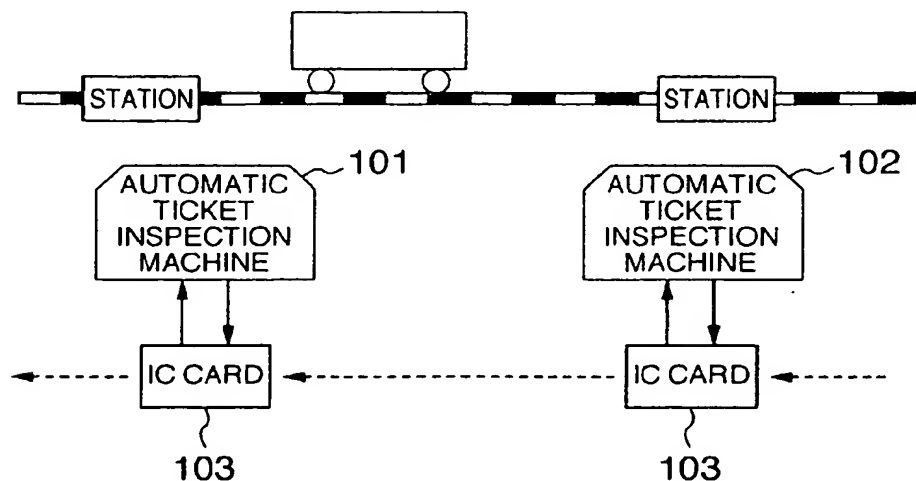 STATION
STATION
101
102
AUTOMATIC
TICKET
INSPECTION
MACHINE
AUTOMATIC
TICKET
INSPECTION
MACHINE
IC CARD
IC CARD
103
103